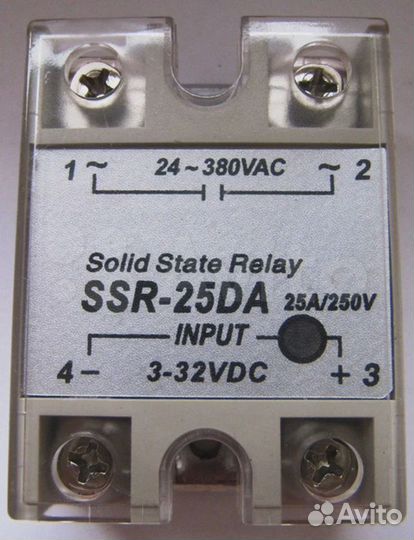 1 ~ 24~380VAC ~ 2
Solid State Relay
SSR-25DA 25A/250V
INPUT
4 − 3-32VDC + 3
Avito